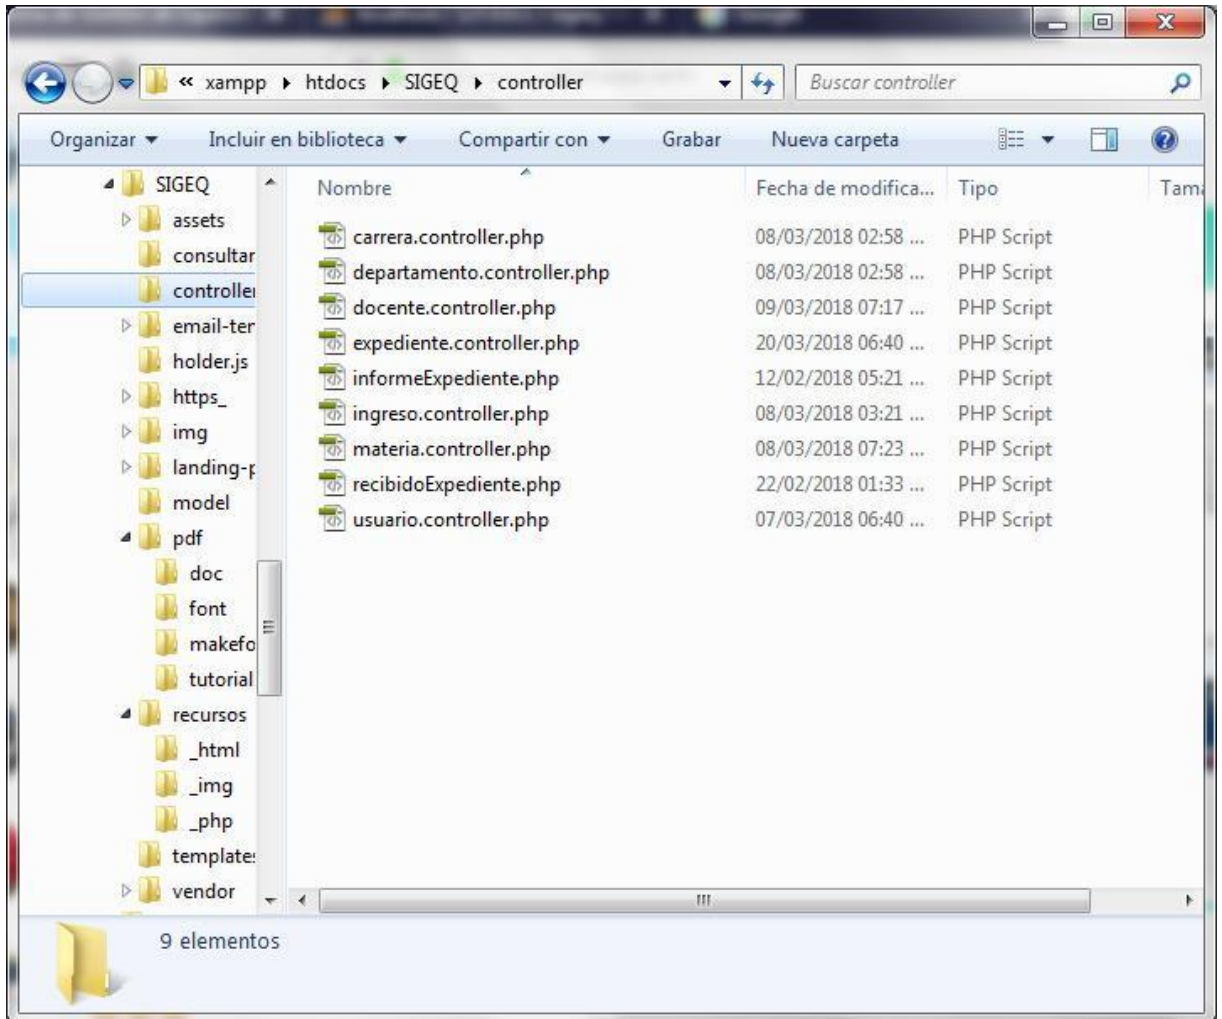 « xampp ▸ htdocs ▸ SIGEQ ▸ controller
Buscar controller
Organizar Incluir en biblioteca Compartir con Grabar Nueva carpeta
SIGEQ
assets
consultar
controller
email-ter
holder.js
https_
img
landing-p
model
pdf
doc
font
makefo
tutorial
recursos
_html
_img
_php
templates
vendor
Nombre Fecha de modifica... Tipo Tama
carrera.controller.php 08/03/2018 02:58 ... PHP Script
departamento.controller.php 08/03/2018 02:58 ... PHP Script
docente.controller.php 09/03/2018 07:17 ... PHP Script
expediente.controller.php 20/03/2018 06:40 ... PHP Script
informeExpediente.php 12/02/2018 05:21 ... PHP Script
ingreso.controller.php 08/03/2018 03:21 ... PHP Script
materia.controller.php 08/03/2018 07:23 ... PHP Script
recibidoExpediente.php 22/02/2018 01:33 ... PHP Script
usuario.controller.php 07/03/2018 06:40 ... PHP Script
9 elementos